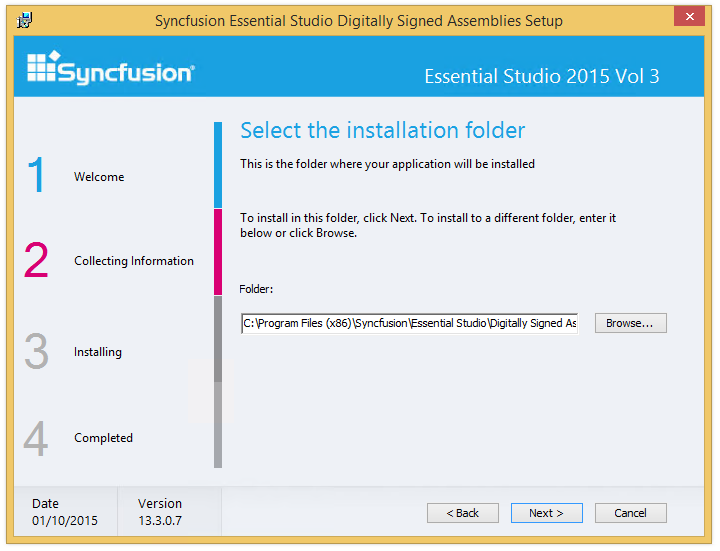 Syncfusion Essential Studio Digitally Signed Assemblies Setup
Syncfusion®
Essential Studio 2015 Vol 3
Select the installation folder
This is the folder where your application will be installed
1 Welcome
To install in this folder, click Next. To install to a different folder, enter it
below or click Browse.
2 Collecting Information
Folder:
C:\Program Files (x86)\Syncfusion\Essential Studio\Digitally Signed As
Browse...
3 Installing
4 Completed
Date
01/10/2015
Version
13.3.0.7
< Back
Next >
Cancel